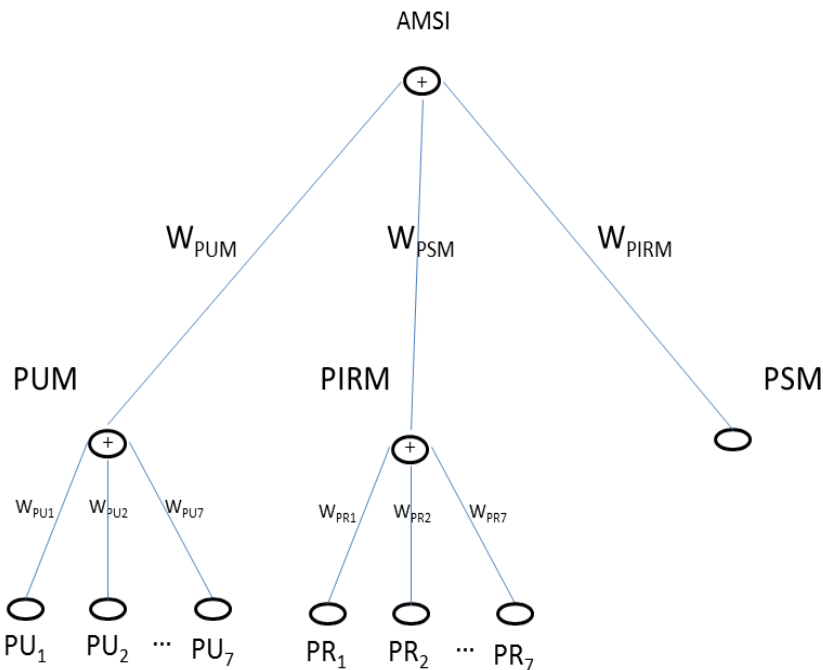 AMSI
+
W_PUM W_PSM W_PIRM
PUM PIRM PSM
+ +
W_PU1 W_PU2 W_PU7 W_PR1 W_PR2 W_PR7
PU_1 PU_2 ... PU_7 PR_1 PR_2 ... PR_7